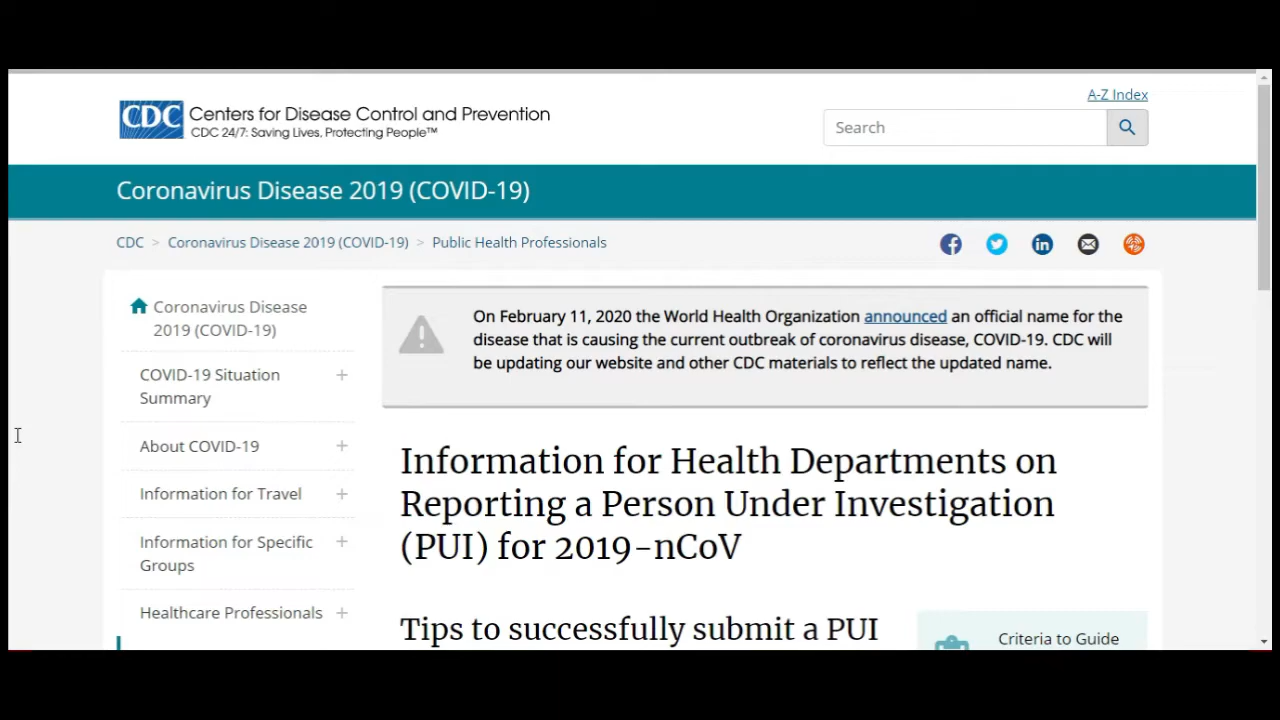 CDC Centers for Disease Control and Prevention
CDC 24/7: Saving Lives, Protecting People™
A-Z Index
Search
Coronavirus Disease 2019 (COVID-19)
CDC > Coronavirus Disease 2019 (COVID-19) > Public Health Professionals
Coronavirus Disease
2019 (COVID-19)
COVID-19 Situation
Summary
About COVID-19
Information for Travel
Information for Specific
Groups
Healthcare Professionals
On February 11, 2020 the World Health Organization announced an official name for the
disease that is causing the current outbreak of coronavirus disease, COVID-19. CDC will
be updating our website and other CDC materials to reflect the updated name.
Information for Health Departments on
Reporting a Person Under Investigation
(PUI) for 2019-nCoV
Tips to successfully submit a PUI
Criteria to Guide